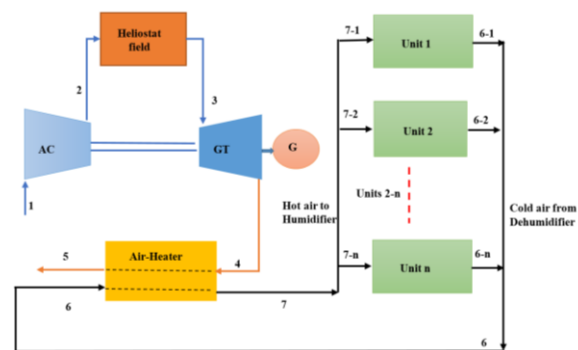 Heliostat
field
2
3
AC
GT
G
1
5
Air-Heater
4
6
7
Hot air to
Humidifier
7-1
Unit 1
6-1
7-2
Unit 2
6-2
Units 2-n
Cold air from
Dehumidifier
7-n
Unit n
6-n
6